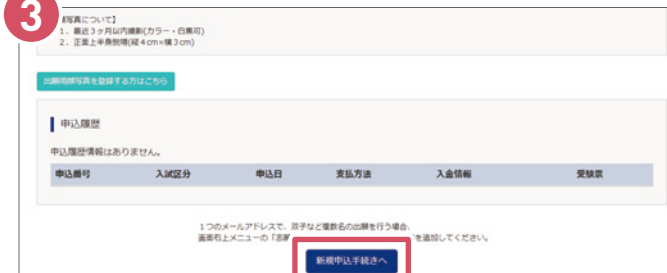 3
顔写真について】
1. 最近3ヶ月以内撮影(カラー・白黒可)
2. 正面上半身脱帽(縦4cm×横3cm)
出願用顔写真を登録する方はこちら
申込履歴
申込履歴情報はありません。
申込番号 入試区分 申込日 支払方法 入金情報 受験票
1つのメールアドレスで、双子など複数名の出願を行う場合、
画面右上メニューの「志願 を追加してください。
新規申込手続きへ